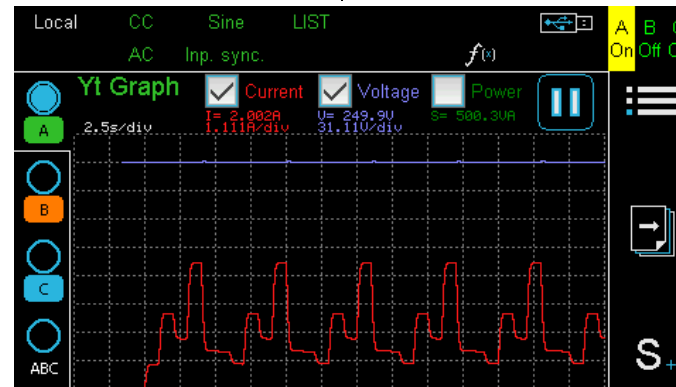 Local CC Sine LIST A B
AC Inp. sync. f(x) On Off
Yt Graph Current Voltage Power
I= 2.002A U= 249.9V S= 500.3VA
2.5s/div 1.111A/div 31.11V/div
A
B
C
ABC
S+